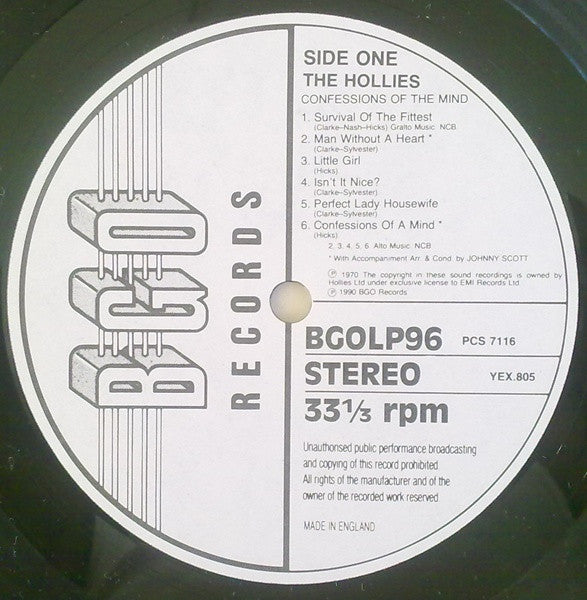 BGO
RECORDS
SIDE ONE
THE HOLLIES
CONFESSIONS OF THE MIND
1. Survival Of The Fittest
(Clarke–Nash–Hicks) Gralto Music NCB
2. Man Without A Heart *
(Clarke–Sylvester)
3. Little Girl
(Hicks)
4. Isn't It Nice?
(Clarke–Sylvester)
5. Perfect Lady Housewife
(Clarke–Sylvester)
6. Confessions Of A Mind *
(Hicks)
2, 3, 4, 5, 6 Alto Music NCB
* With Accompaniment Arr. & Cond. by JOHNNY SCOTT
Ⓟ 1970 The copyright in these sound recordings is owned by
Hollies Ltd under exclusive license to EMI Records Ltd
Ⓟ 1990 BGO Records
BGOLP96 PCS 7116
STEREO YEX.805
33⅓ rpm
Unauthorised public performance broadcasting
and copying of this record prohibited
All rights of the manufacturer and of the
owner of the recorded work reserved
MADE IN ENGLAND